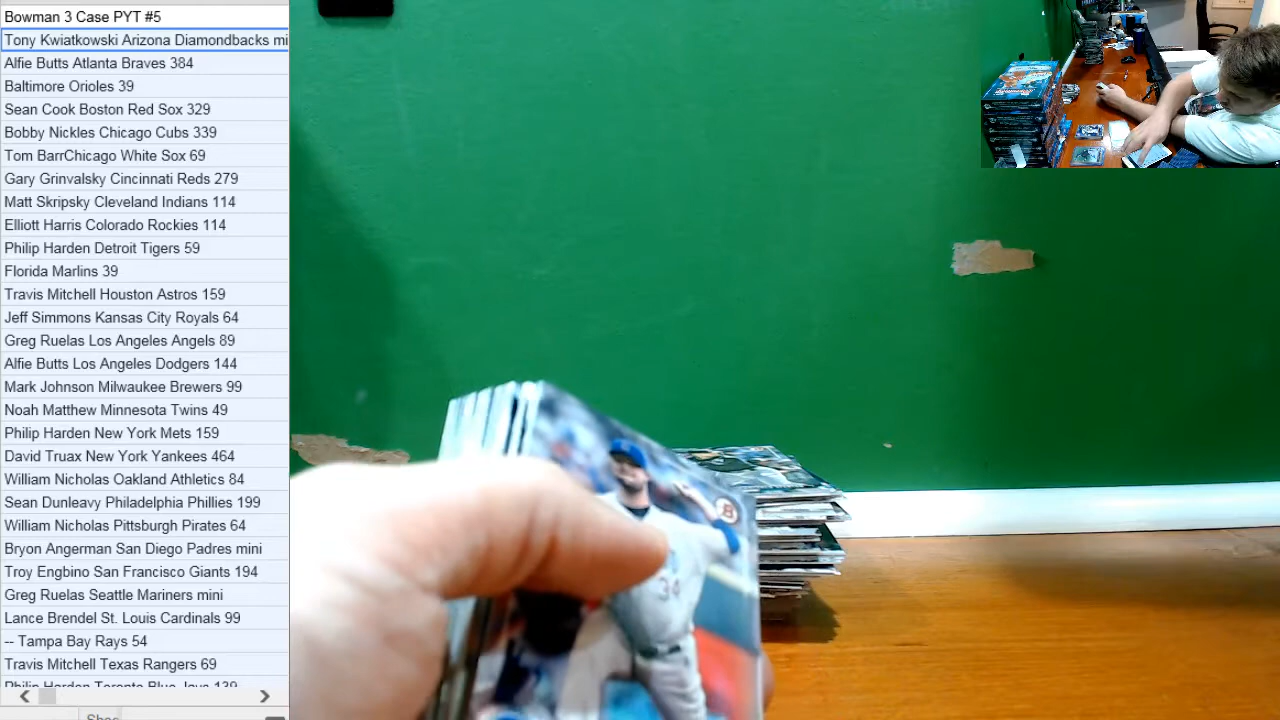 Bowman 3 Case PYT #5
Tony Kwiatkowski Arizona Diamondbacks mi
Alfie Butts Atlanta Braves 384
Baltimore Orioles 39
Sean Cook Boston Red Sox 329
Bobby Nickles Chicago Cubs 339
Tom BarrChicago White Sox 69
Gary Grinvalsky Cincinnati Reds 279
Matt Skripsky Cleveland Indians 114
Elliott Harris Colorado Rockies 114
Philip Harden Detroit Tigers 59
Florida Marlins 39
Travis Mitchell Houston Astros 159
Jeff Simmons Kansas City Royals 64
Greg Ruelas Los Angeles Angels 89
Alfie Butts Los Angeles Dodgers 144
Mark Johnson Milwaukee Brewers 99
Noah Matthew Minnesota Twins 49
Philip Harden New York Mets 159
David Truax New York Yankees 464
William Nicholas Oakland Athletics 84
Sean Dunleavy Philadelphia Phillies 199
William Nicholas Pittsburgh Pirates 64
Bryon Angerman San Diego Padres mini
Troy Engbino San Francisco Giants 194
Greg Ruelas Seattle Mariners mini
Lance Brendel St. Louis Cardinals 99
-- Tampa Bay Rays 54
Travis Mitchell Texas Rangers 69
Philip Harden Toronto Blue Jays 139
B
34